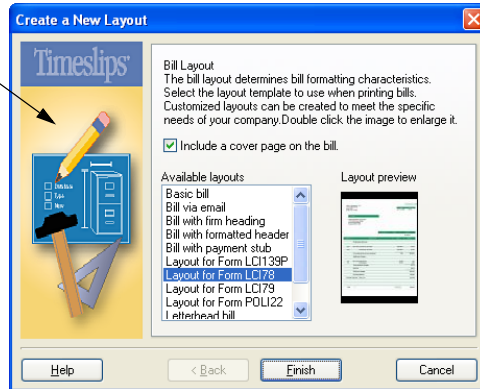 Create a New Layout
Timeslips
Bill Layout
The bill layout determines bill formatting characteristics.
Select the layout template to use when printing bills.
Customized layouts can be created to meet the specific
needs of your company.Double click the image to enlarge it.
Include a cover page on the bill.
Available layouts
Basic bill
Bill via email
Bill with firm heading
Bill with formatted header
Bill with payment stub
Layout for Form LCI139P
Layout for Form LCI78
Layout for Form LCI79
Layout for Form POLI22
Letterhead bill
Layout preview
Help
< Back
Finish
Cancel